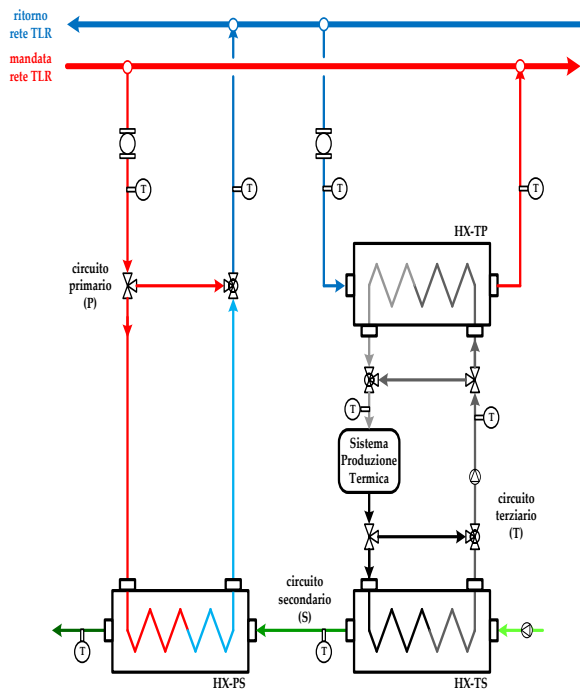 ritorno
rete TLR
mandata
rete TLR
T
T
T
T
HX-TP
circuito
primario
(P)
T
T
Sistema
Produzione
Termica
circuito
terziario
(T)
circuito
secondario
(S)
T
T
HX-PS
HX-TS